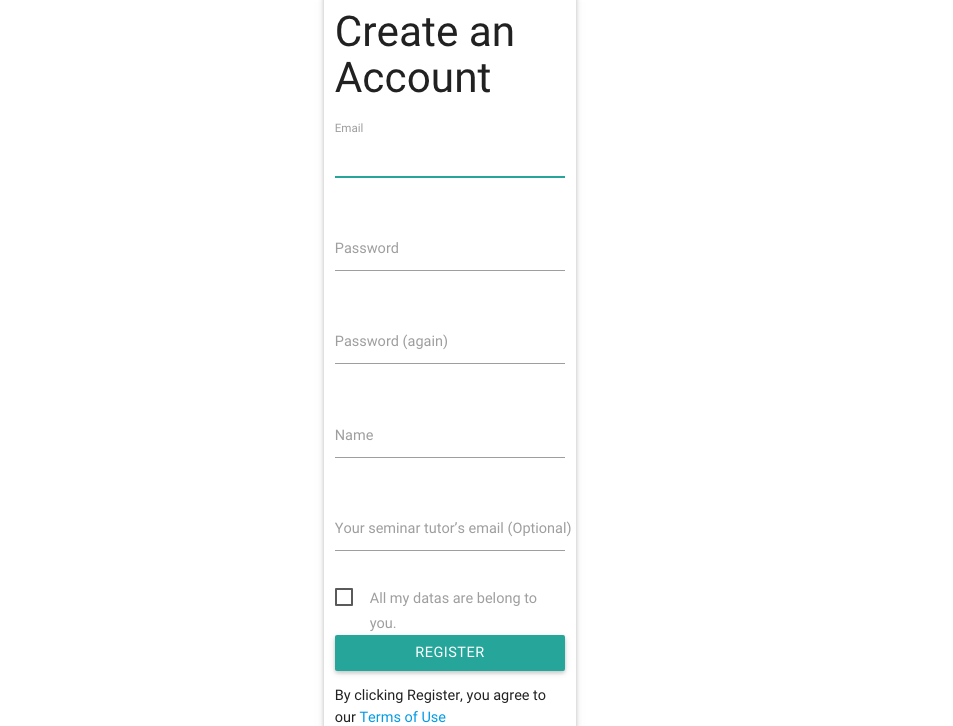 Create an
Account
Email
Password
Password (again)
Name
Your seminar tutor's email (Optional)
All my datas are belong to
you.
REGISTER
By clicking Register, you agree to
our Terms of Use